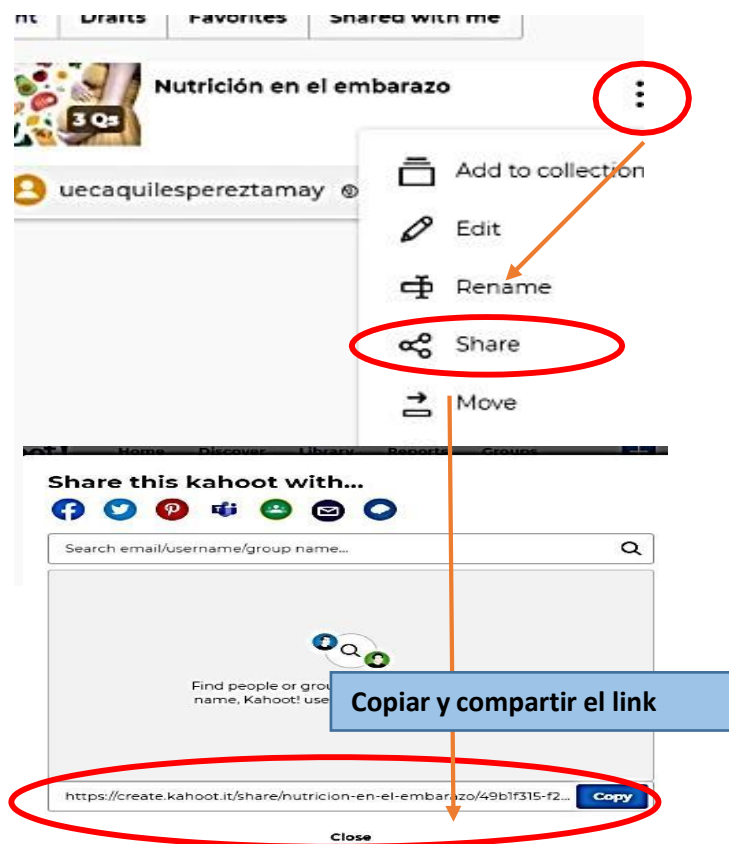 nt Drafts Favorites Shared with me
Nutrición en el embarazo
3 Qs
Add to collection
uecaquilespereztamay
Edit
Rename
Share
Move
Home Discover Library Reports Groups
Share this kahoot with...
Search email/username/group name...
Find people or grou
name, Kahoot! use
Copiar y compartir el link
https://create.kahoot.it/share/nutricion-en-el-embarazo/49b1f315-f2... Copy
Close